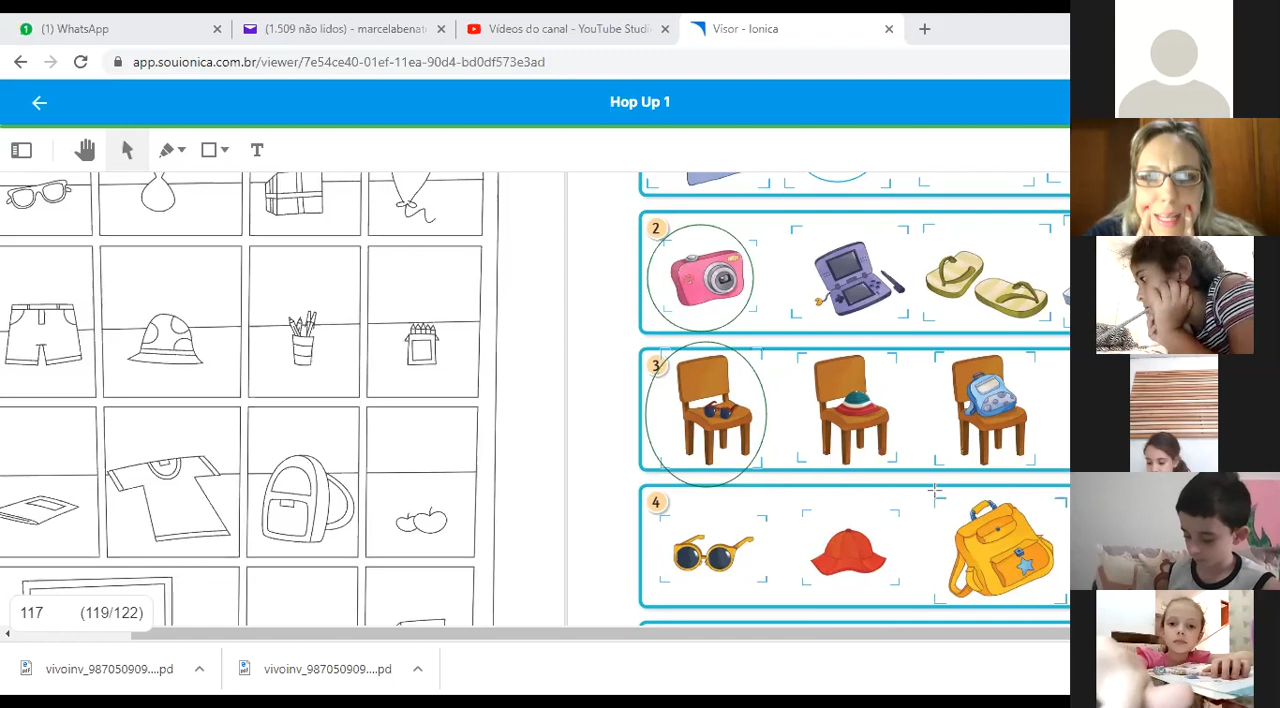 (1) WhatsApp
(1.509 não lidos) - marcelabenat
Vídeos do canal - YouTube Studi
Visor - Ionica
app.souionica.com.br/viewer/7e54ce40-01ef-11ea-90d4-bd0df573e3ad
Hop Up 1
T
2
3
4
117 (119/122)
vivoinv_987050909....pd
vivoinv_987050909....pd